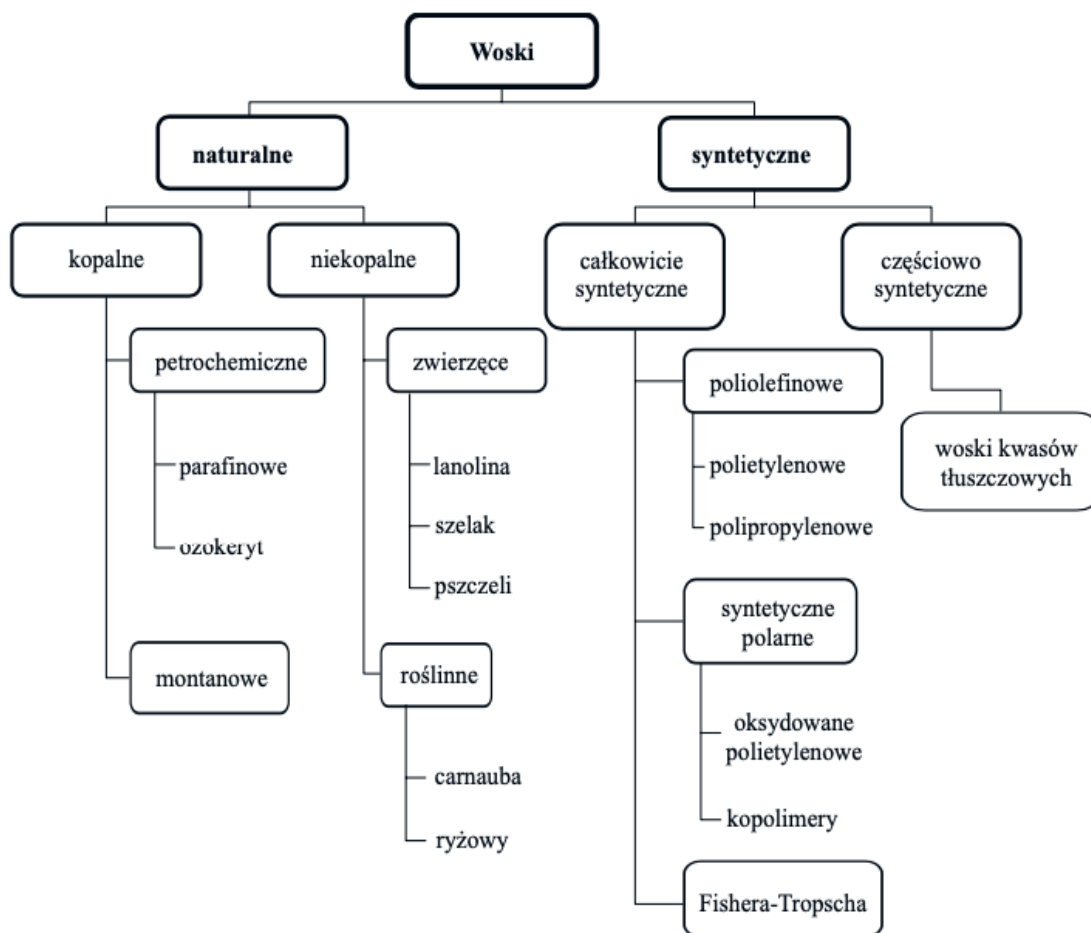 Woski
naturalne
syntetyczne
kopalne
niekopalne
całkowicie
syntetyczne
częściowo
syntetyczne
petrochemiczne
parafinowe
ozokeryt
montanowe
zwierzęce
lanolina
szelak
pszczeli
roślinne
carnauba
ryżowy
poliolefinowe
polietylenowe
polipropylenowe
syntetyczne
polarne
oksydowane
polietylenowe
kopolimery
Fishera-Tropscha
woski kwasów
tłuszczowych